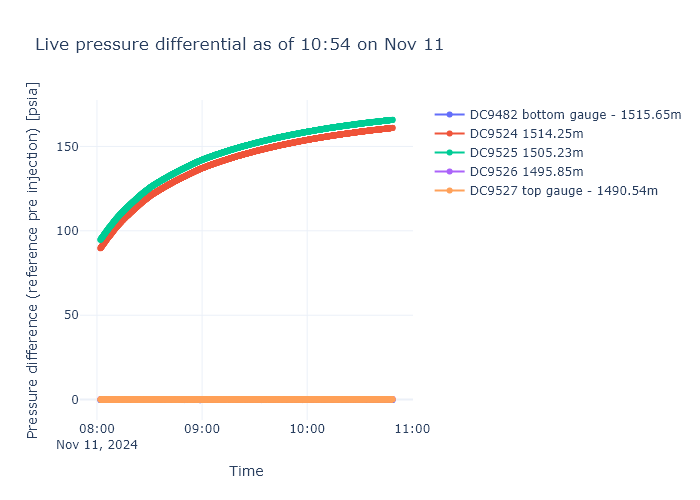 Live pressure differential as of 10:54 on Nov 11
Pressure difference (reference pre injection) [psia]
150
100
50
0
08:00
Nov 11, 2024
09:00
10:00
11:00
Time
DC9482 bottom gauge - 1515.65m
DC9524 1514.25m
DC9525 1505.23m
DC9526 1495.85m
DC9527 top gauge - 1490.54m